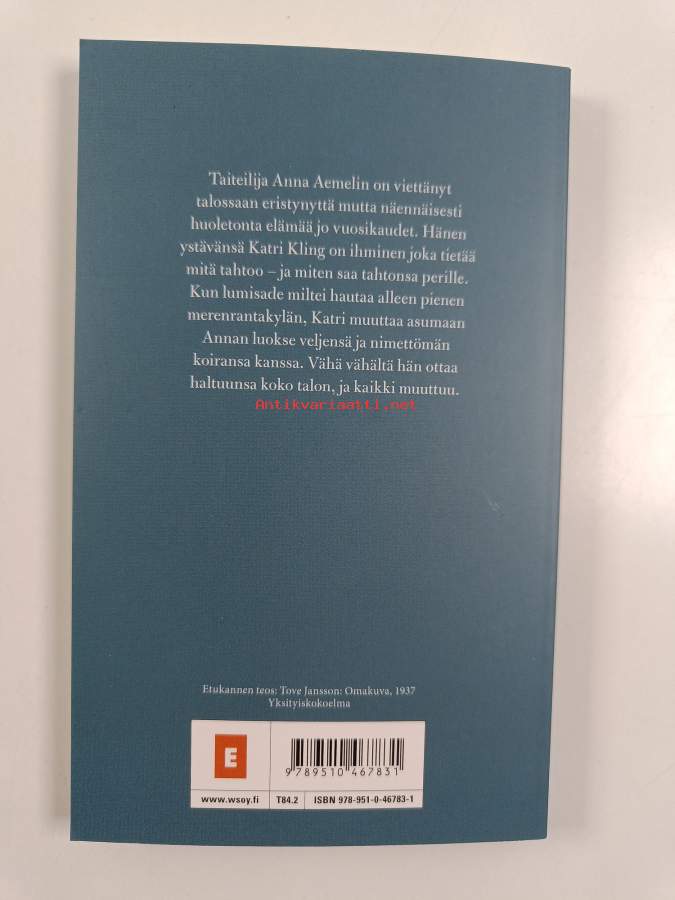 Taiteilija Anna Aemelin on viettänyt
talossaan eristynyttä mutta näennäisesti
huoletonta elämää jo vuosikaudet. Hänen
ystävänsä Katri Kling on ihminen joka tietää
mitä tahtoo – ja miten saa tahtonsa perille.
Kun lumisade miltei hautaa alleen pienen
merenrantakylän, Katri muuttaa asumaan
Annan luokse veljensä ja nimettömän
koiransa kanssa. Vähä vähältä hän ottaa
haltuunsa koko talon, ja kaikki muuttuu.
Antikvariaatti.net
Etukannen teos: Tove Jansson: Omakuva, 1937
Yksityiskokoelma
E
9 789510 467831
www.wsoy.fi T84.2 ISBN 978-951-0-46783-1